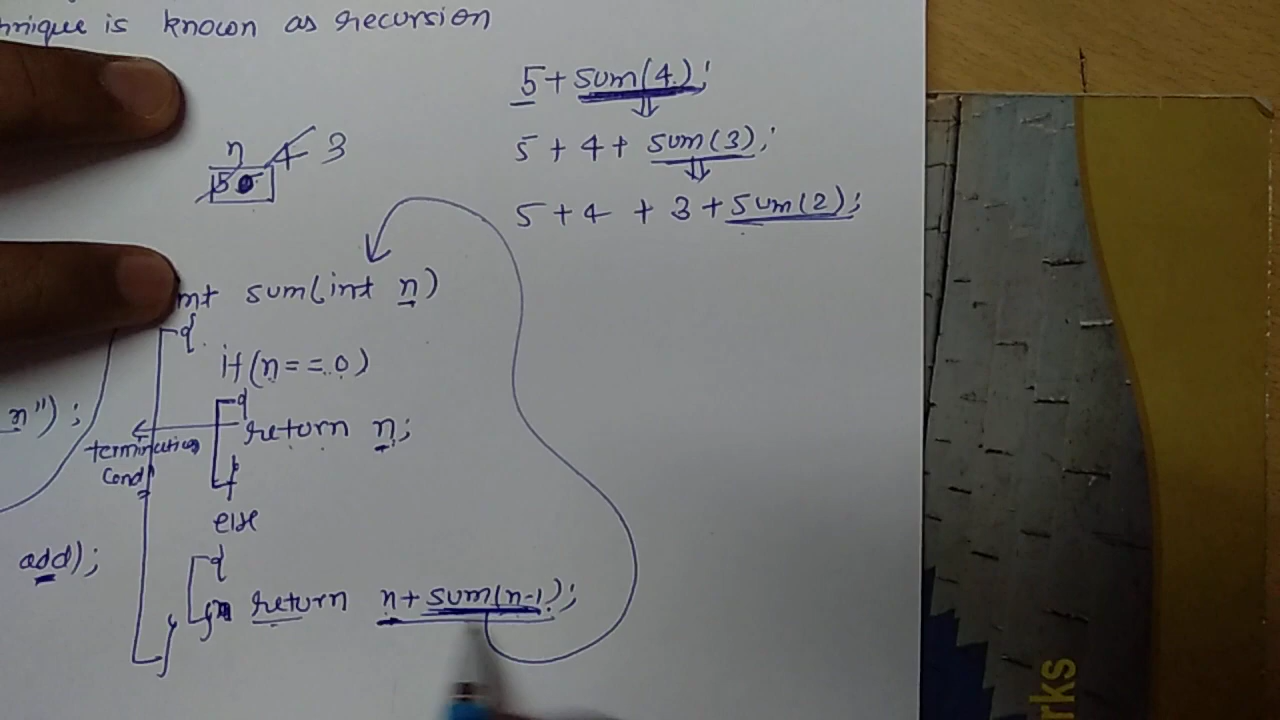 hnique is known as recursion
5+sum(4);
n 4 3
5
5 + 4 + sum(3);
5 + 4 + 3 + sum(2);
int sum(int n)
{
if(n==0)
n");
{
return n;
termination
cond
}
else
add);
{
return n+sum(n-1);
}
}
rks